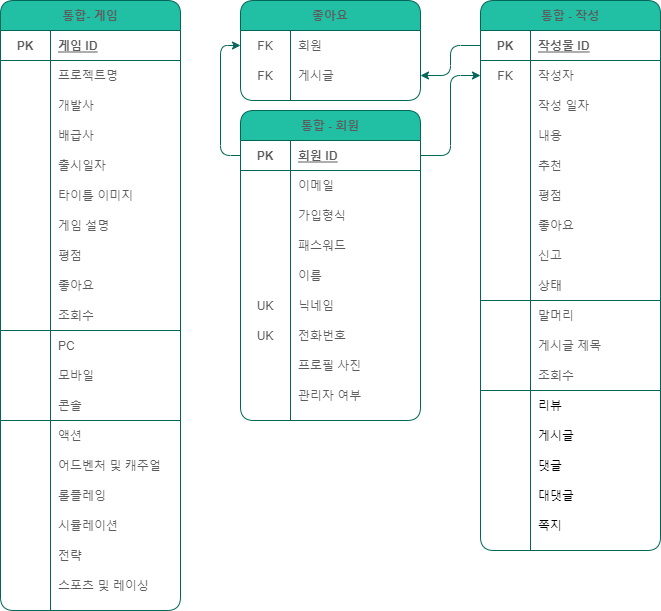 통합- 게임
PK 게임 ID
프로젝트명
개발사
배급사
출시일자
타이틀 이미지
게임 설명
평점
좋아요
조회수
PC
모바일
콘솔
액션
어드벤처 및 캐주얼
롤플레잉
시뮬레이션
전략
스포츠 및 레이싱
좋아요
FK 회원
FK 게시글
통합 - 회원
PK 회원 ID
이메일
가입형식
패스워드
이름
UK 닉네임
UK 전화번호
프로필 사진
관리자 여부
통합 - 작성
PK 작성물 ID
FK 작성자
작성 일자
내용
추천
평점
좋아요
신고
상태
말머리
게시글 제목
조회수
리뷰
게시글
댓글
대댓글
쪽지